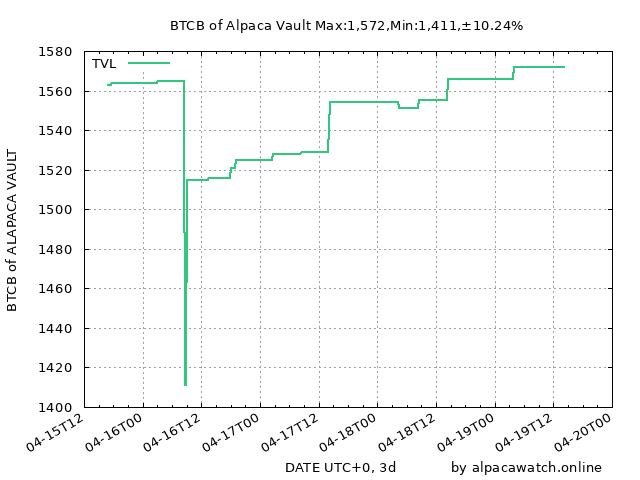 BTCB of Alpaca Vault Max:1,572,Min:1,411,±10.24%
TVL
BTCB of ALAPACA VAULT
1580
1560
1540
1520
1500
1480
1460
1440
1420
1400
04-15T12
04-16T00
04-16T12
04-17T00
04-17T12
04-18T00
04-18T12
04-19T00
04-19T12
04-20T00
DATE UTC+0, 3d
by alpacawatch.online